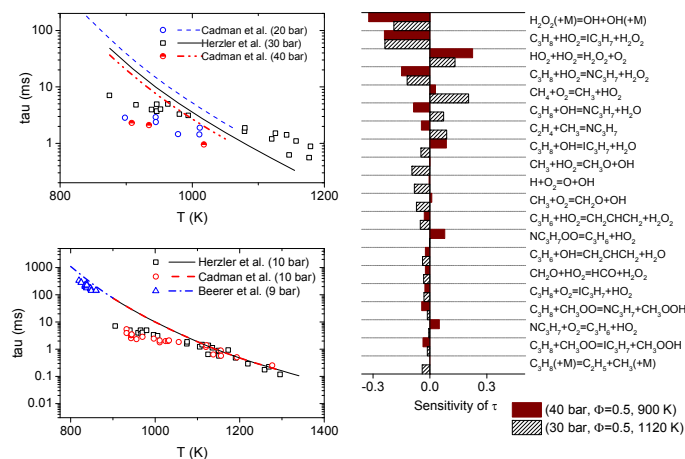 Cadman et al. (20 bar)
Herzler et al. (30 bar)
Cadman et al. (40 bar)
100
10
1
tau (ms)
800
1000
1200
T (K)
Herzler et al. (10 bar)
Cadman et al. (10 bar)
Beerer et al. (9 bar)
1000
100
10
1
0.1
0.01
tau (ms)
800
1000
1200
1400
T (K)
H₂O₂(+M)=OH+OH(+M)
C₃H₈+HO₂=IC₃H₇+H₂O₂
HO₂+HO₂=H₂O₂+O₂
C₃H₈+HO₂=NC₃H₇+H₂O₂
CH₄+O₂=CH₃+HO₂
C₃H₈+OH=NC₃H₇+H₂O
C₂H₄+CH₃=NC₃H₇
C₃H₈+OH=IC₃H₇+H₂O
CH₃+HO₂=CH₃O+OH
H+O₂=O+OH
CH₃+O₂=CH₂O+OH
C₃H₆+HO₂=CH₂CHCH₂+H₂O₂
NC₃H₇OO=C₃H₆+HO₂
C₃H₆+OH=CH₂CHCH₂+H₂O
CH₂O+HO₂=HCO+H₂O₂
C₃H₈+O₂=IC₃H₇+HO₂
C₃H₈+CH₃OO=NC₃H₇+CH₃OOH
NC₃H₇+O₂=C₃H₆+HO₂
C₃H₈+CH₃OO=IC₃H₇+CH₃OOH
C₃H₈(+M)=C₂H₅+CH₃(+M)
-0.3
0.0
0.3
Sensitivity of τ
(40 bar, Φ=0.5, 900 K)
(30 bar, Φ=0.5, 1120 K)